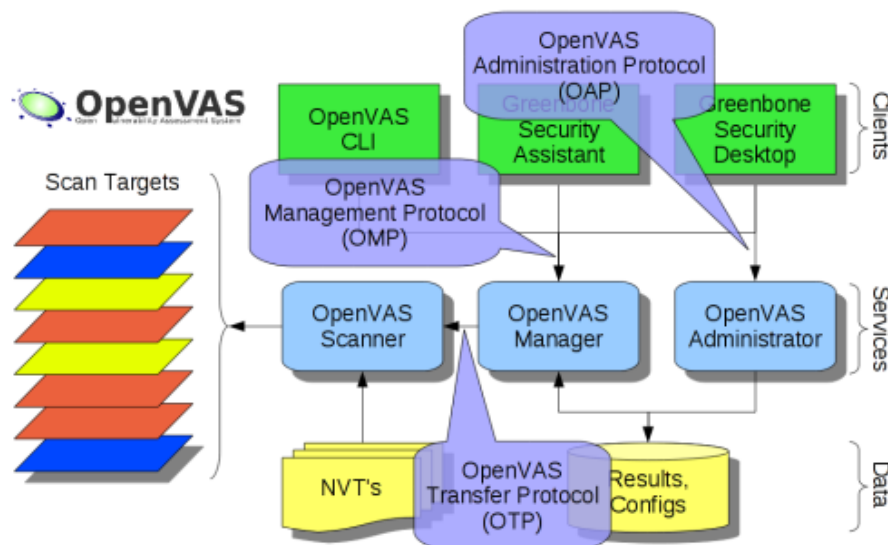 OpenVAS
Administration Protocol
(OAP)
OpenVAS
Open Vulnerability Assessment System
OpenVAS
CLI
Greenbone
Security
Assistant
Greenbone
Security
Desktop
Clients
Scan Targets
OpenVAS
Management Protocol
(OMP)
OpenVAS
Scanner
OpenVAS
Manager
OpenVAS
Administrator
Services
NVT's
OpenVAS
Transfer Protocol
(OTP)
Results,
Configs
Data